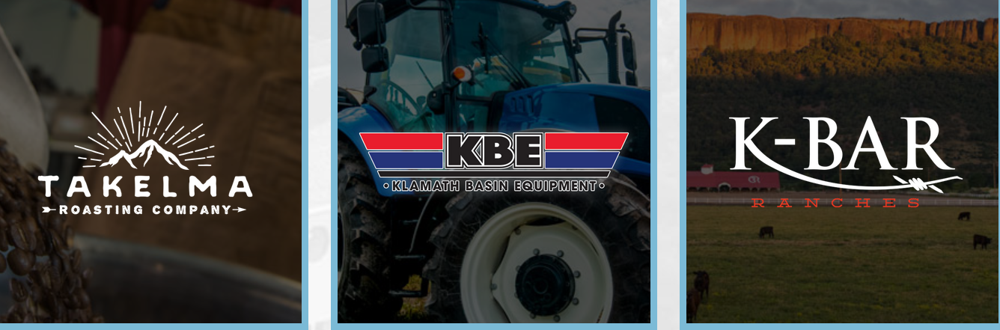 TAKELMA
ROASTING COMPANY
KBE
• KLAMATH BASIN EQUIPMENT •
K-BAR
RANCHES